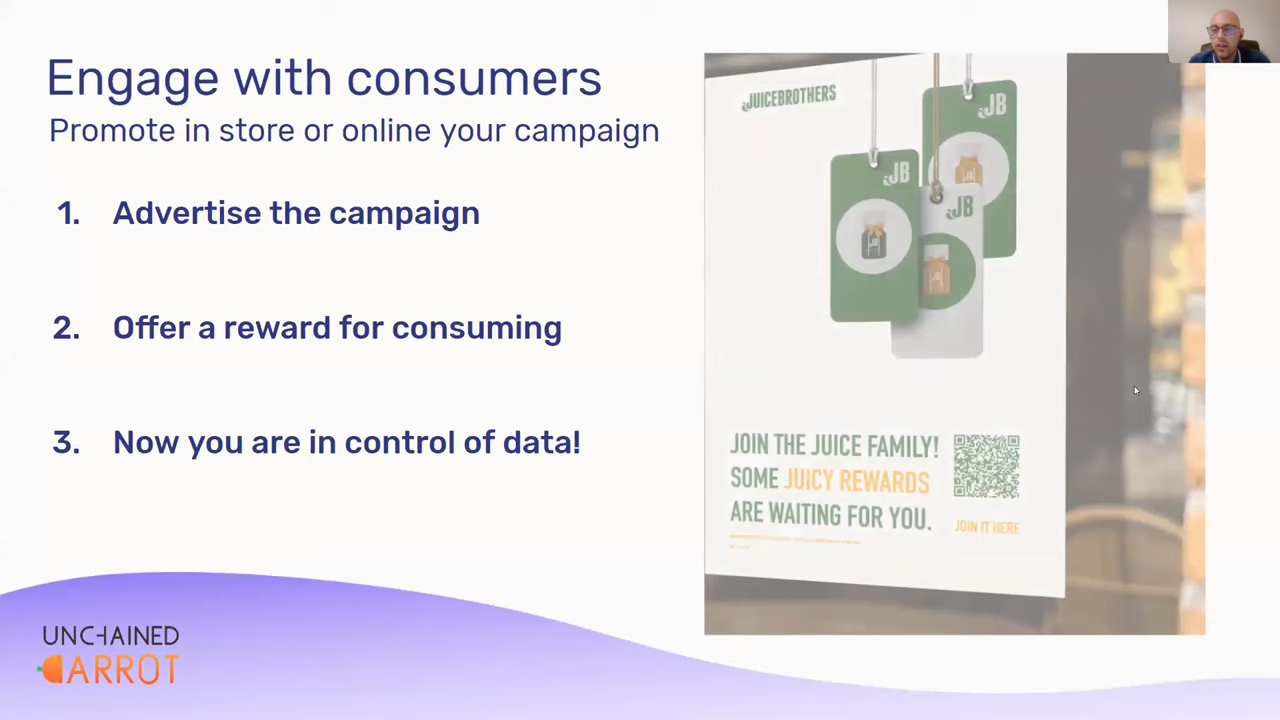 Engage with consumers
Promote in store or online your campaign
1. Advertise the campaign
2. Offer a reward for consuming
3. Now you are in control of data!
JUICEBROTHERS
JB
JB
JB
JOIN THE JUICE FAMILY!
SOME JUICY REWARDS
ARE WAITING FOR YOU.
JOIN IT HERE
UNCHAINED
CARROT